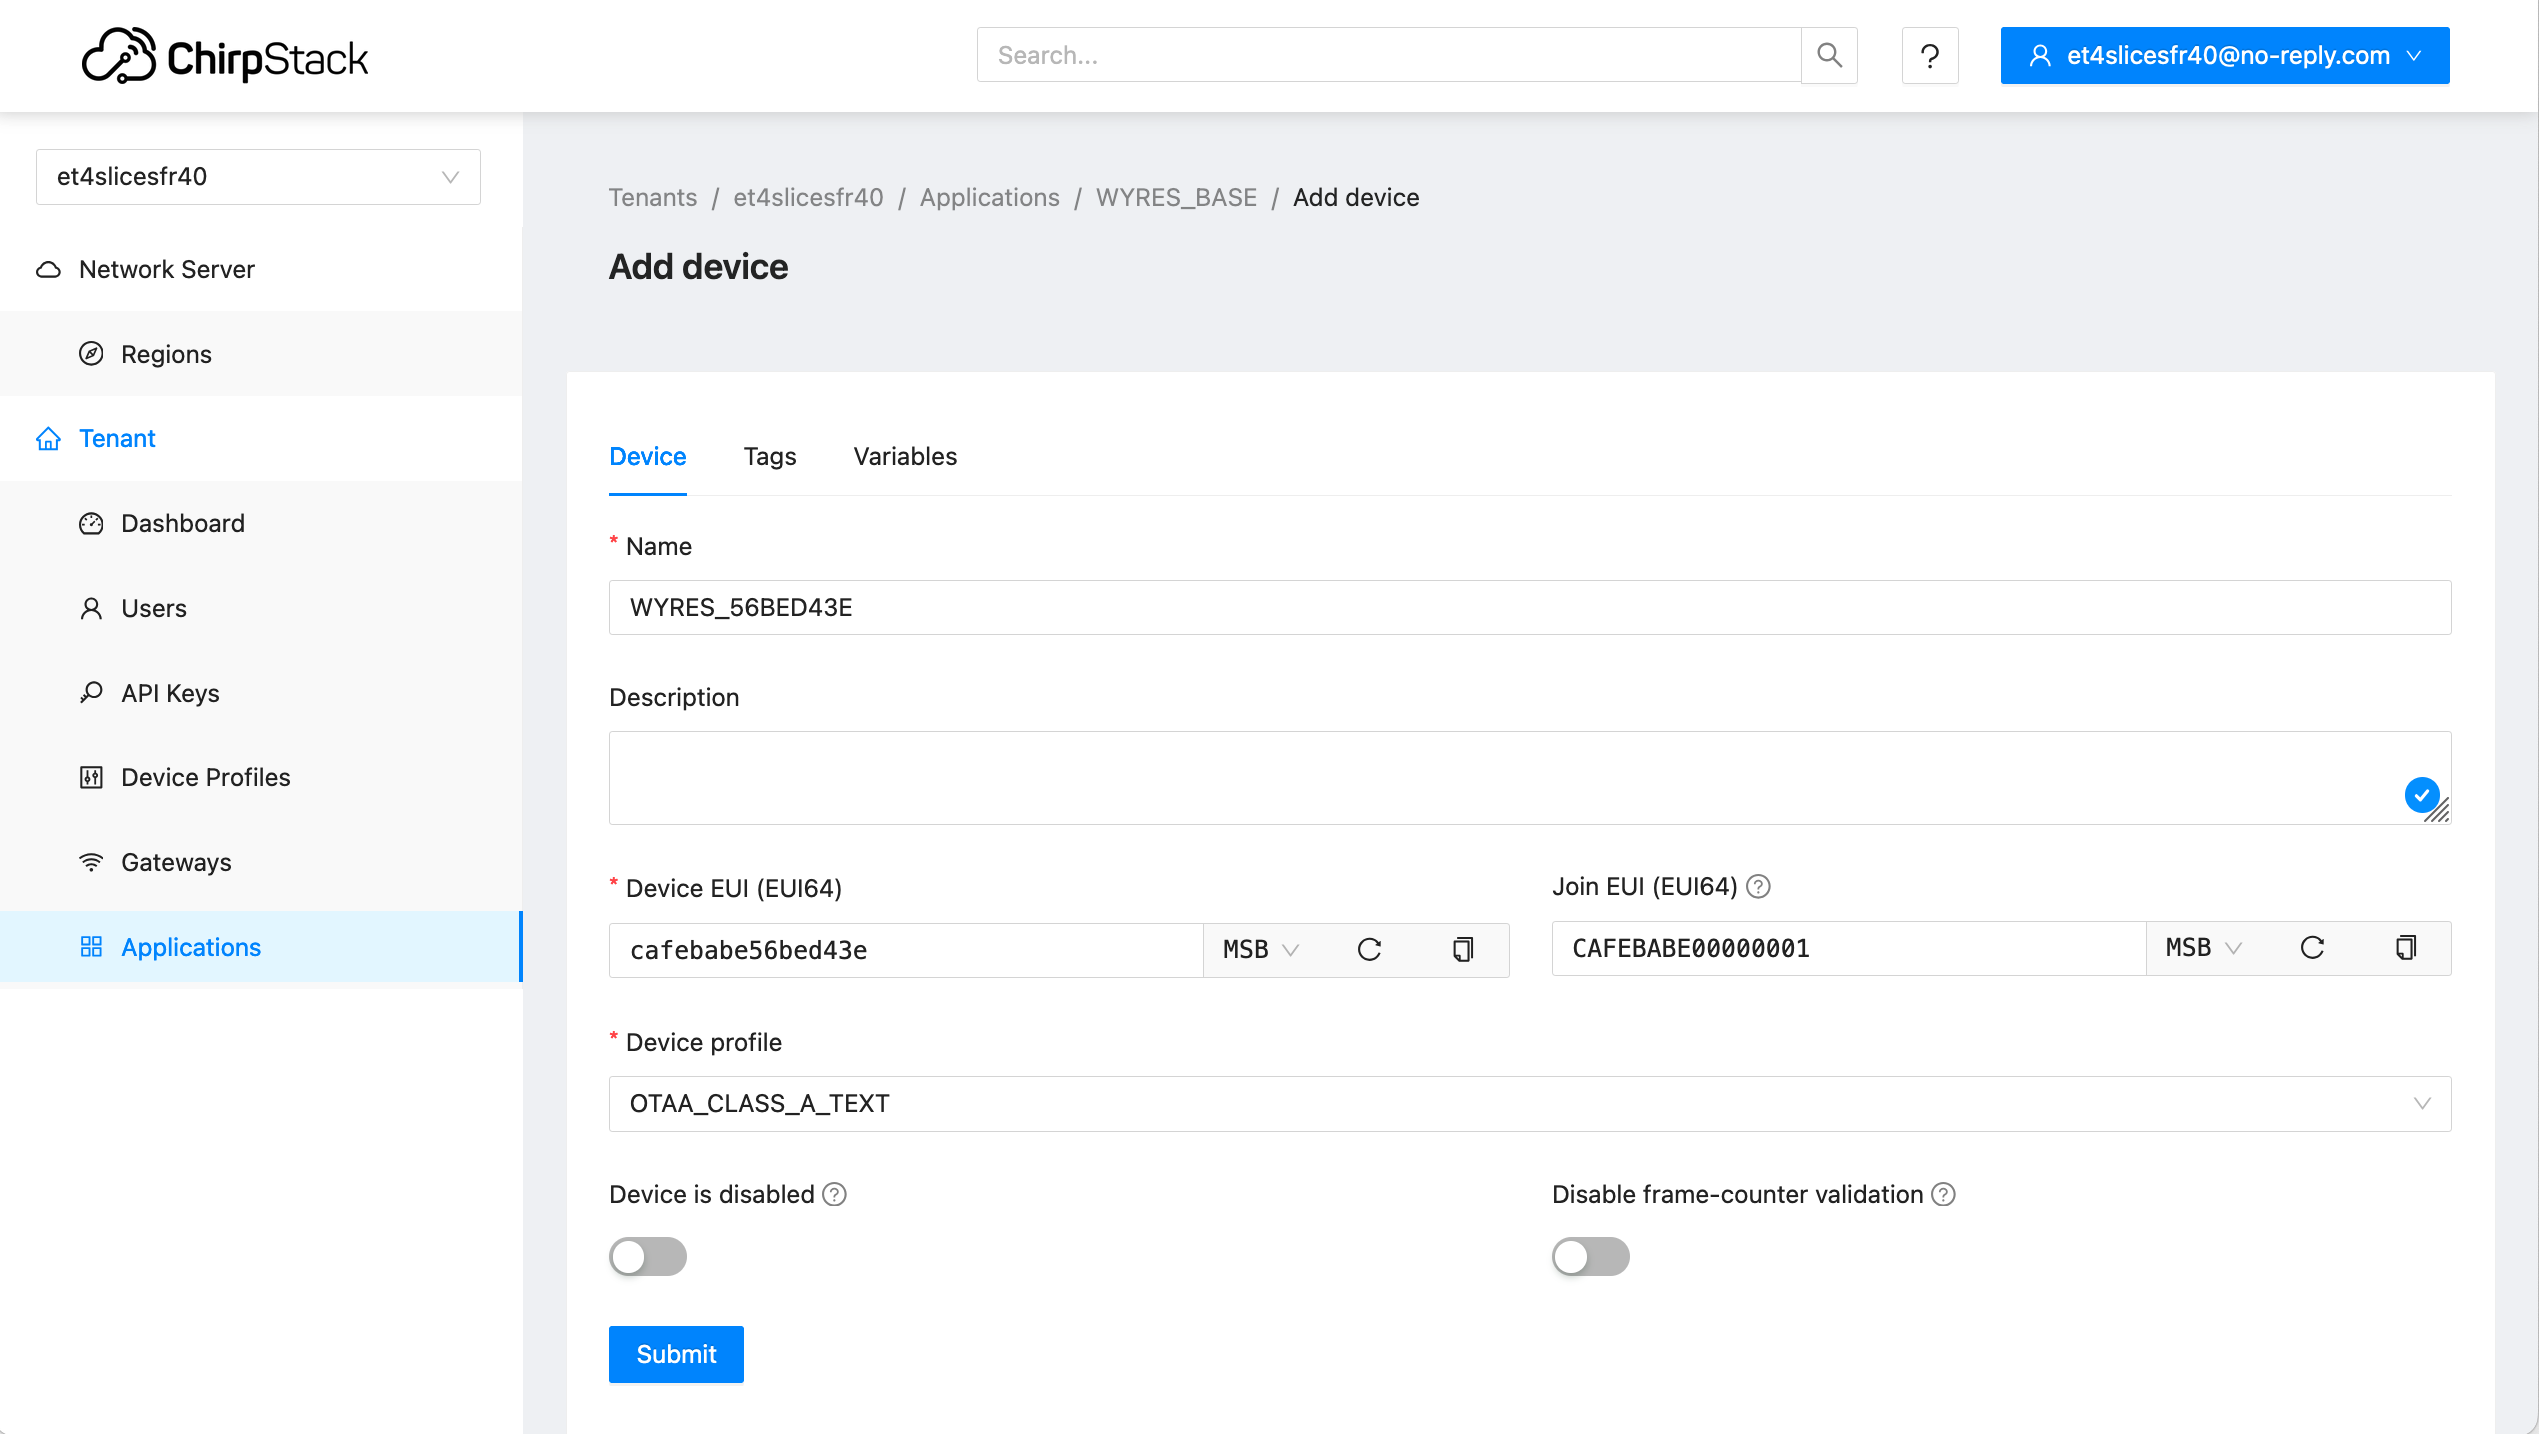 ChirpStack
Search...
?
et4slicesfr40@no-reply.com
et4slicesfr40
Network Server
Regions
Tenant
Dashboard
Users
API Keys
Device Profiles
Gateways
Applications
Tenants / et4slicesfr40 / Applications / WYRES_BASE / Add device
Add device
Device Tags Variables
* Name
WYRES_56BED43E
Description
* Device EUI (EUI64)
cafebabe56bed43e MSB
Join EUI (EUI64) ?
CAFEBABE00000001 MSB
* Device profile
OTAA_CLASS_A_TEXT
Device is disabled ?
Disable frame-counter validation ?
Submit